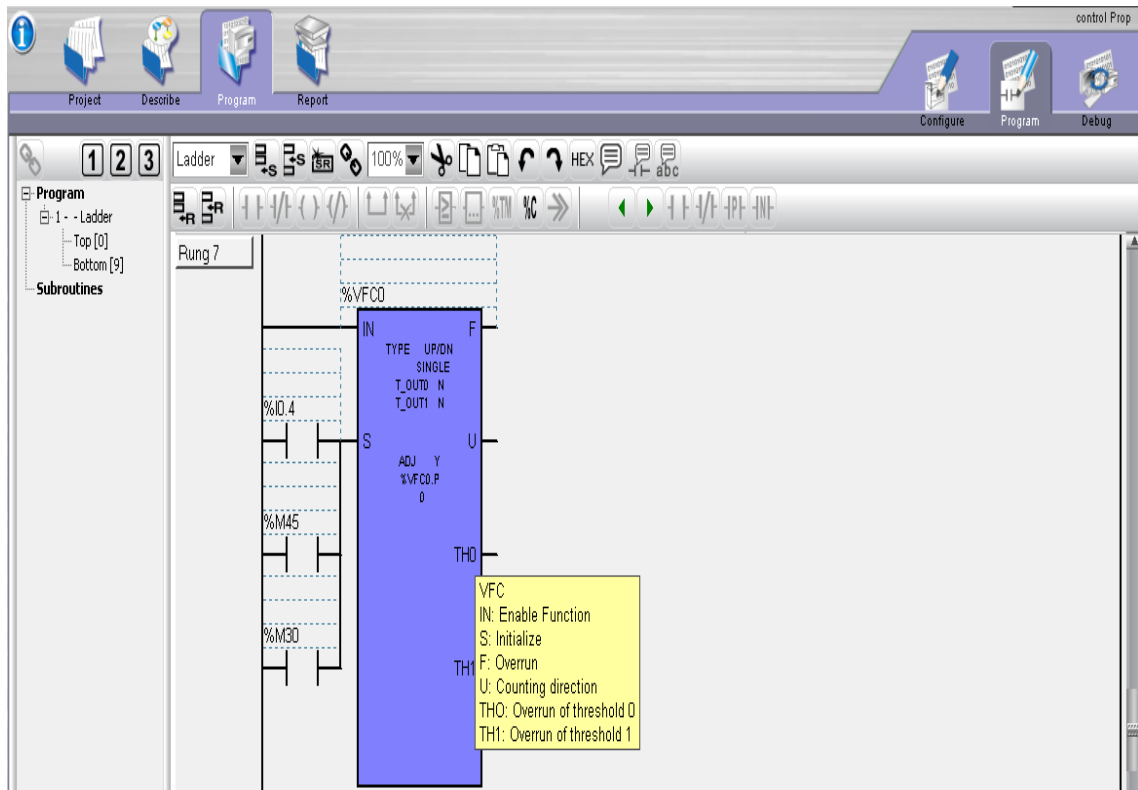 control Prop
Project Describe Program Report
Configure Program Debug
1 2 3
Ladder
+S
+S
SR
100%
HEX
abc
+R
+R
%TM %C
P
N
Program
1 - - Ladder
Top [0]
Bottom [9]
Subroutines
Rung 7
%VFC0
IN F
TYPE UP/DN
SINGLE
T_OUT0 N
T_OUT1 N
%I0.4
S U
ADJ Y
%VFC0.P
0
%M45
TH0
%M30
TH1
VFC
IN: Enable Function
S: Initialize
F: Overrun
U: Counting direction
THO: Overrun of threshold 0
TH1: Overrun of threshold 1